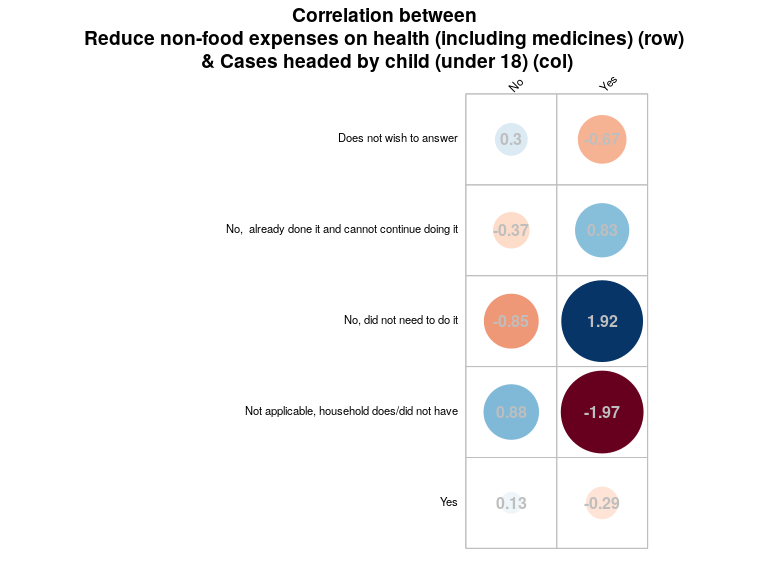 Correlation between
Reduce non-food expenses on health (including medicines) (row)
& Cases headed by child (under 18) (col)
No Yes
Does not wish to answer 0.3 -0.67
No,  already done it and cannot continue doing it -0.37 0.83
No, did not need to do it -0.85 1.92
Not applicable, household does/did not have 0.88 -1.97
Yes 0.13 -0.29